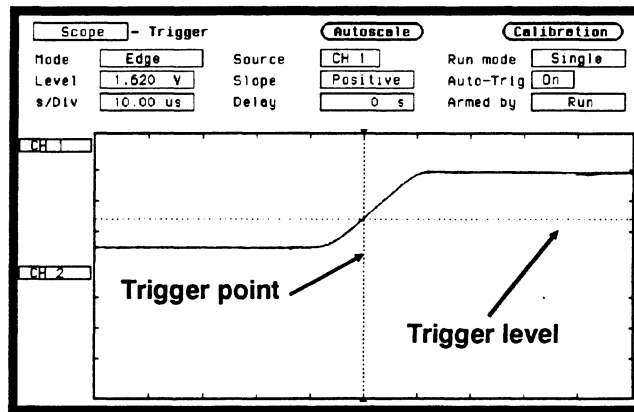 Scope - Trigger Autoscale Calibration
Mode Edge Source CH 1 Run mode Single
Level 1.620 V Slope Positive Auto-Trig On
s/Div 10.00 us Delay 0 s Armed by Run
CH 1
CH 2
Trigger point
Trigger level